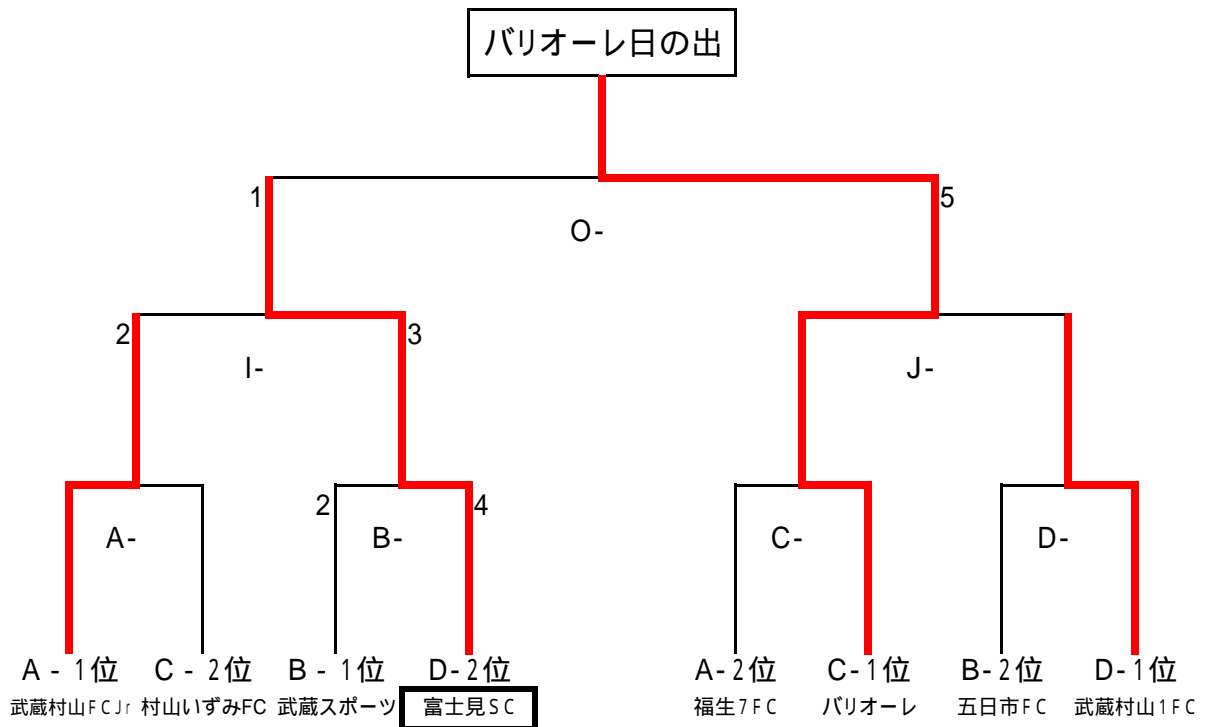 バリオーレ日の出
1 5
O-
2 3
I- J-
2 4
A- B- C- D-
A - 1位 C - 2位 B - 1位 D- 2位 A- 2位 C- 1位 B- 2位 D- 1位
武蔵村山FCJr 村山いずみFC 武蔵スポーツ 富士見SC 福生7FC バリオーレ 五日市FC 武蔵村山1FC